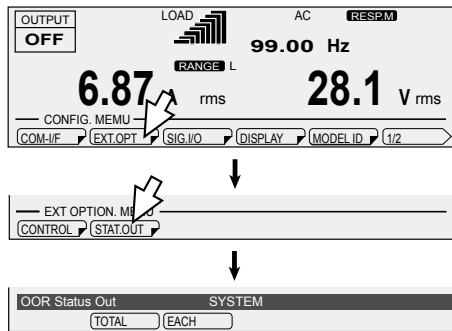 OUTPUT LOAD AC RESP.M
OFF 99.00 Hz
RANGE L
6.87 rms 28.1 V rms
CONFIG. MEMU
COM-I/F EXT.OPT SIG.I/O DISPLAY MODEL ID 1/2
EXT OPTION.
CONTROL STAT.OUT
OOR Status Out SYSTEM
TOTAL EACH